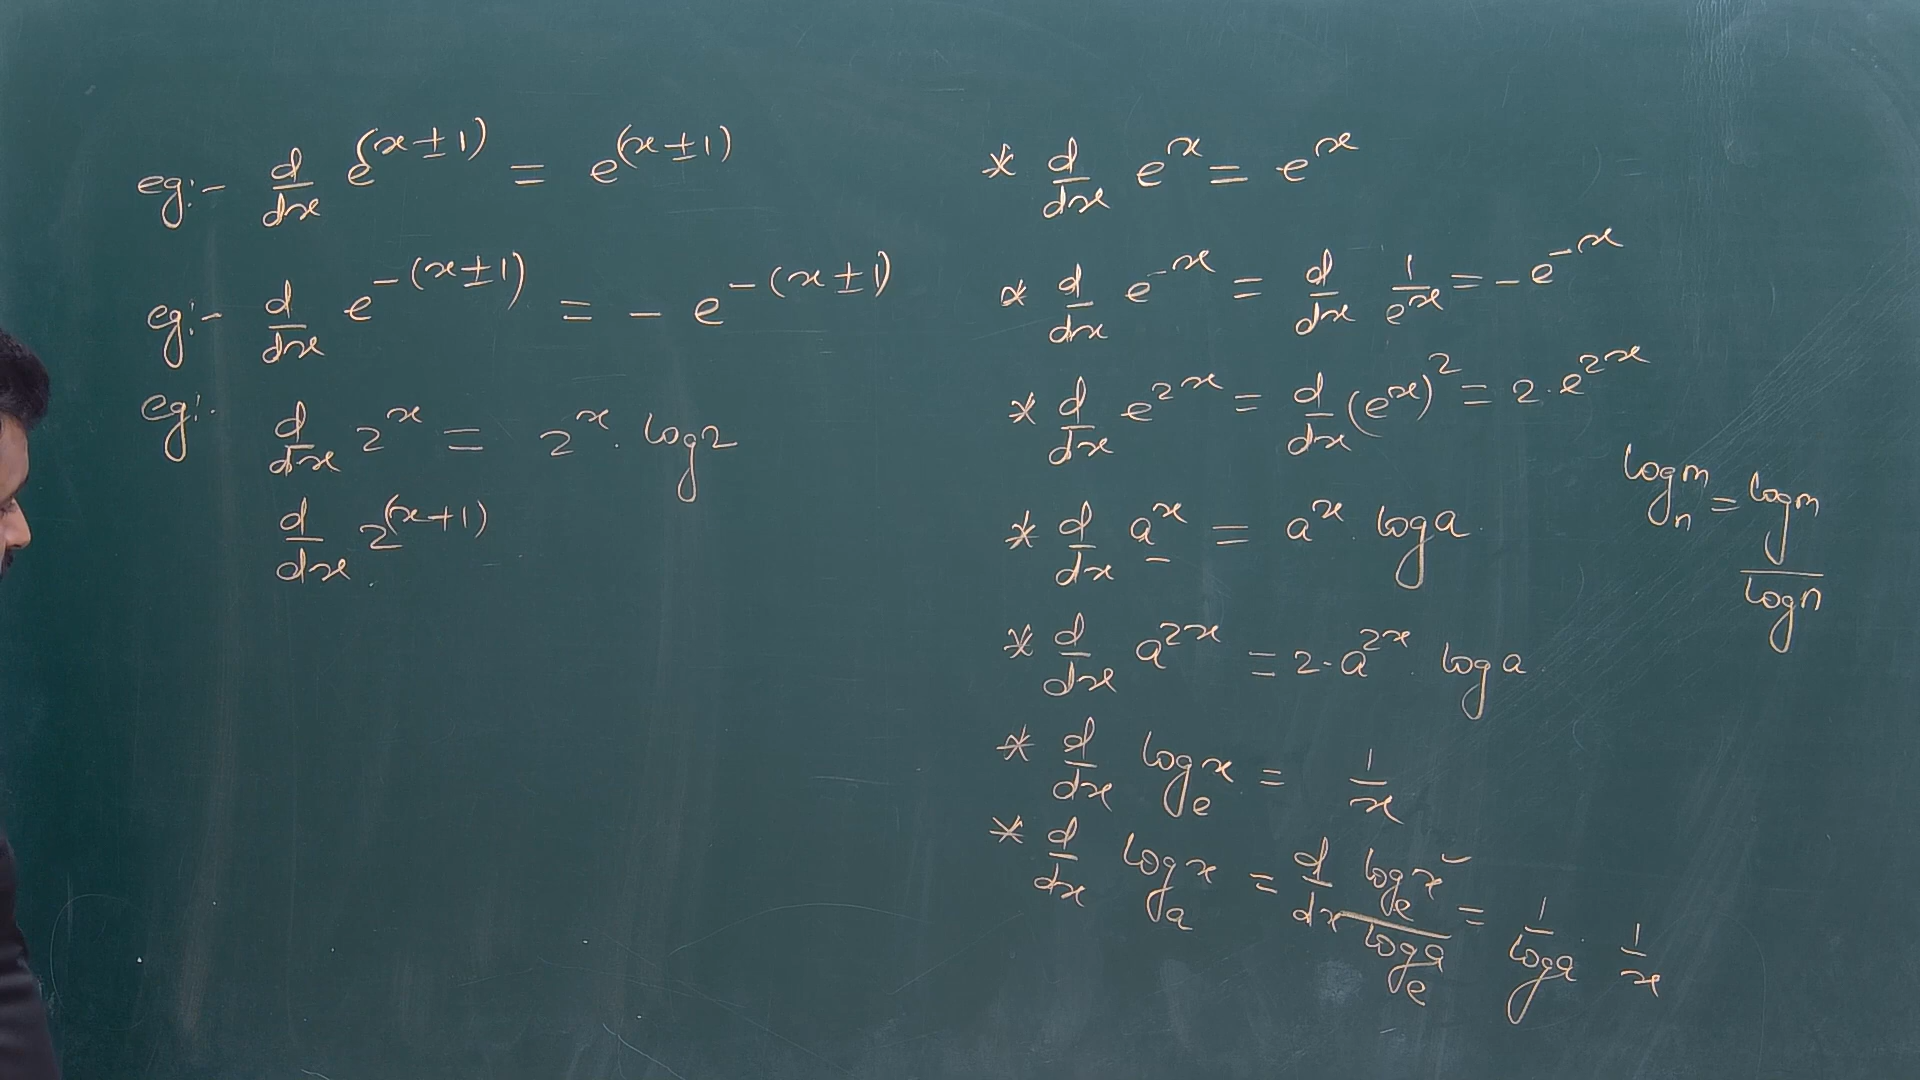 eg:- d/dx e^(x±1) = e^(x±1)
eg:- d/dx e^-(x±1) = - e^-(x±1)
eg:- d/dx 2^x = 2^x . log2
d/dx 2^(x+1)
* d/dx e^x = e^x
* d/dx e^-x = d/dx 1/e^x = -e^-x
* d/dx e^2x = d/dx (e^x)^2 = 2.e^2x
* d/dx a^x = a^x . loga
log_n m = logm/logn
* d/dx a^2x = 2.a^2x . loga
* d/dx log_e x = 1/x
* d/dx log_a x = d/dx log_e x/log_e a = 1/loga . 1/x